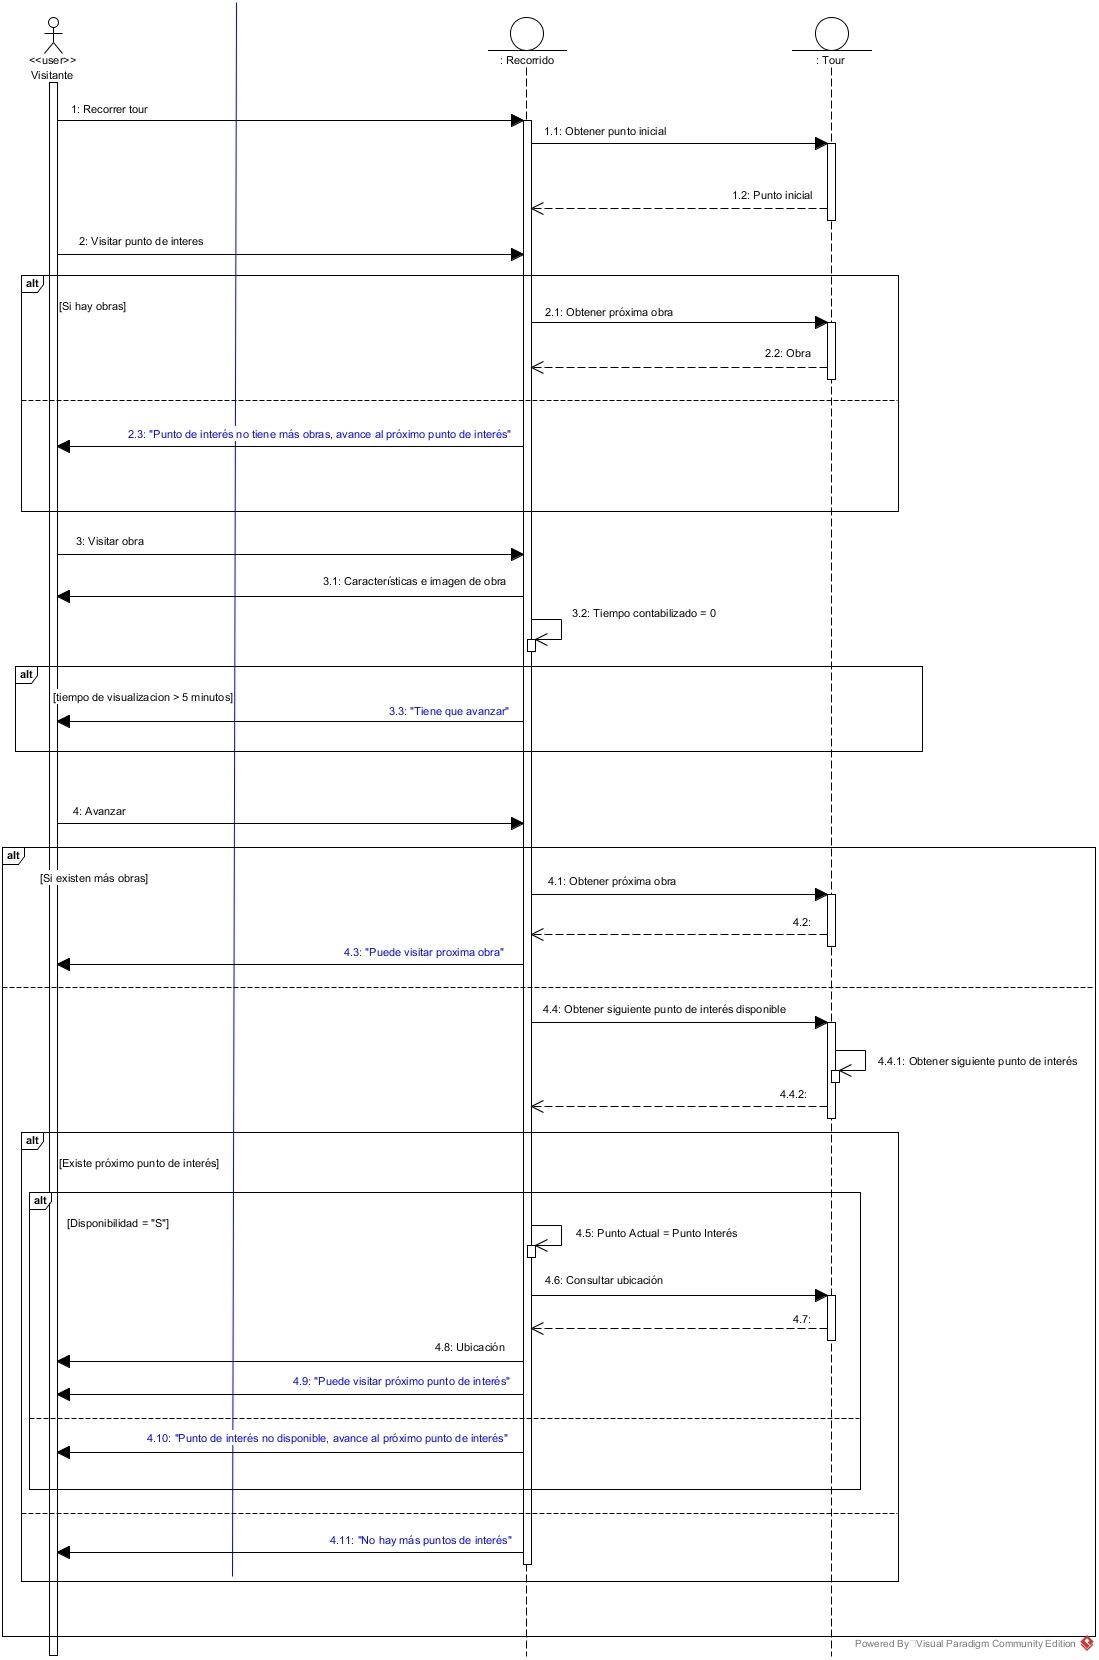 <<user>>
Visitante
: Recorrido
: Tour
1: Recorrer tour
1.1: Obtener punto inicial
1.2: Punto inicial
2: Visitar punto de interes
alt
[Si hay obras]
2.1: Obtener próxima obra
2.2: Obra
2.3: "Punto de interés no tiene más obras, avance al próximo punto de interés"
3: Visitar obra
3.1: Características e imagen de obra
3.2: Tiempo contabilizado = 0
alt
[tiempo de visualizacion > 5 minutos]
3.3: "Tiene que avanzar"
4: Avanzar
alt
[Si existen más obras]
4.1: Obtener próxima obra
4.2:
4.3: "Puede visitar proxima obra"
4.4: Obtener siguiente punto de interés disponible
4.4.1: Obtener siguiente punto de interés
4.4.2:
alt
[Existe próximo punto de interés]
alt
[Disponibilidad = "S"]
4.5: Punto Actual = Punto Interés
4.6: Consultar ubicación
4.7:
4.8: Ubicación
4.9: "Puede visitar próximo punto de interés"
4.10: "Punto de interés no disponible, avance al próximo punto de interés"
4.11: "No hay más puntos de interés"
Powered By Visual Paradigm Community Edition